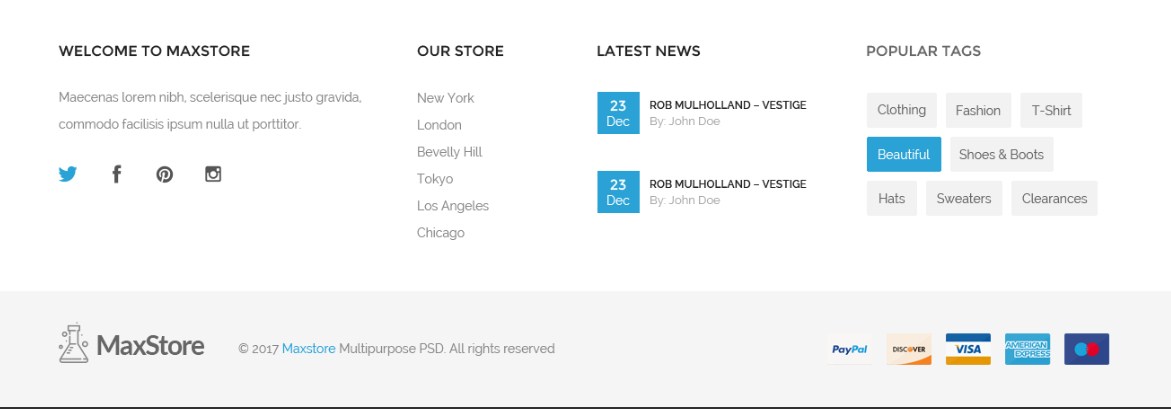 WELCOME TO MAXSTORE
Maecenas lorem nibh, scelerisque nec justo gravida,
commodo facilisis ipsum nulla ut porttitor.
OUR STORE
New York
London
Bevelly Hill
Tokyo
Los Angeles
Chicago
LATEST NEWS
23
Dec
ROB MULHOLLAND – VESTIGE
By: John Doe
23
Dec
ROB MULHOLLAND – VESTIGE
By: John Doe
POPULAR TAGS
Clothing Fashion T-Shirt
Beautiful Shoes & Boots
Hats Sweaters Clearances
MaxStore
© 2017 Maxstore Multipurpose PSD. All rights reserved
PayPal
DISCOVER
VISA
AMERICAN
EXPRESS